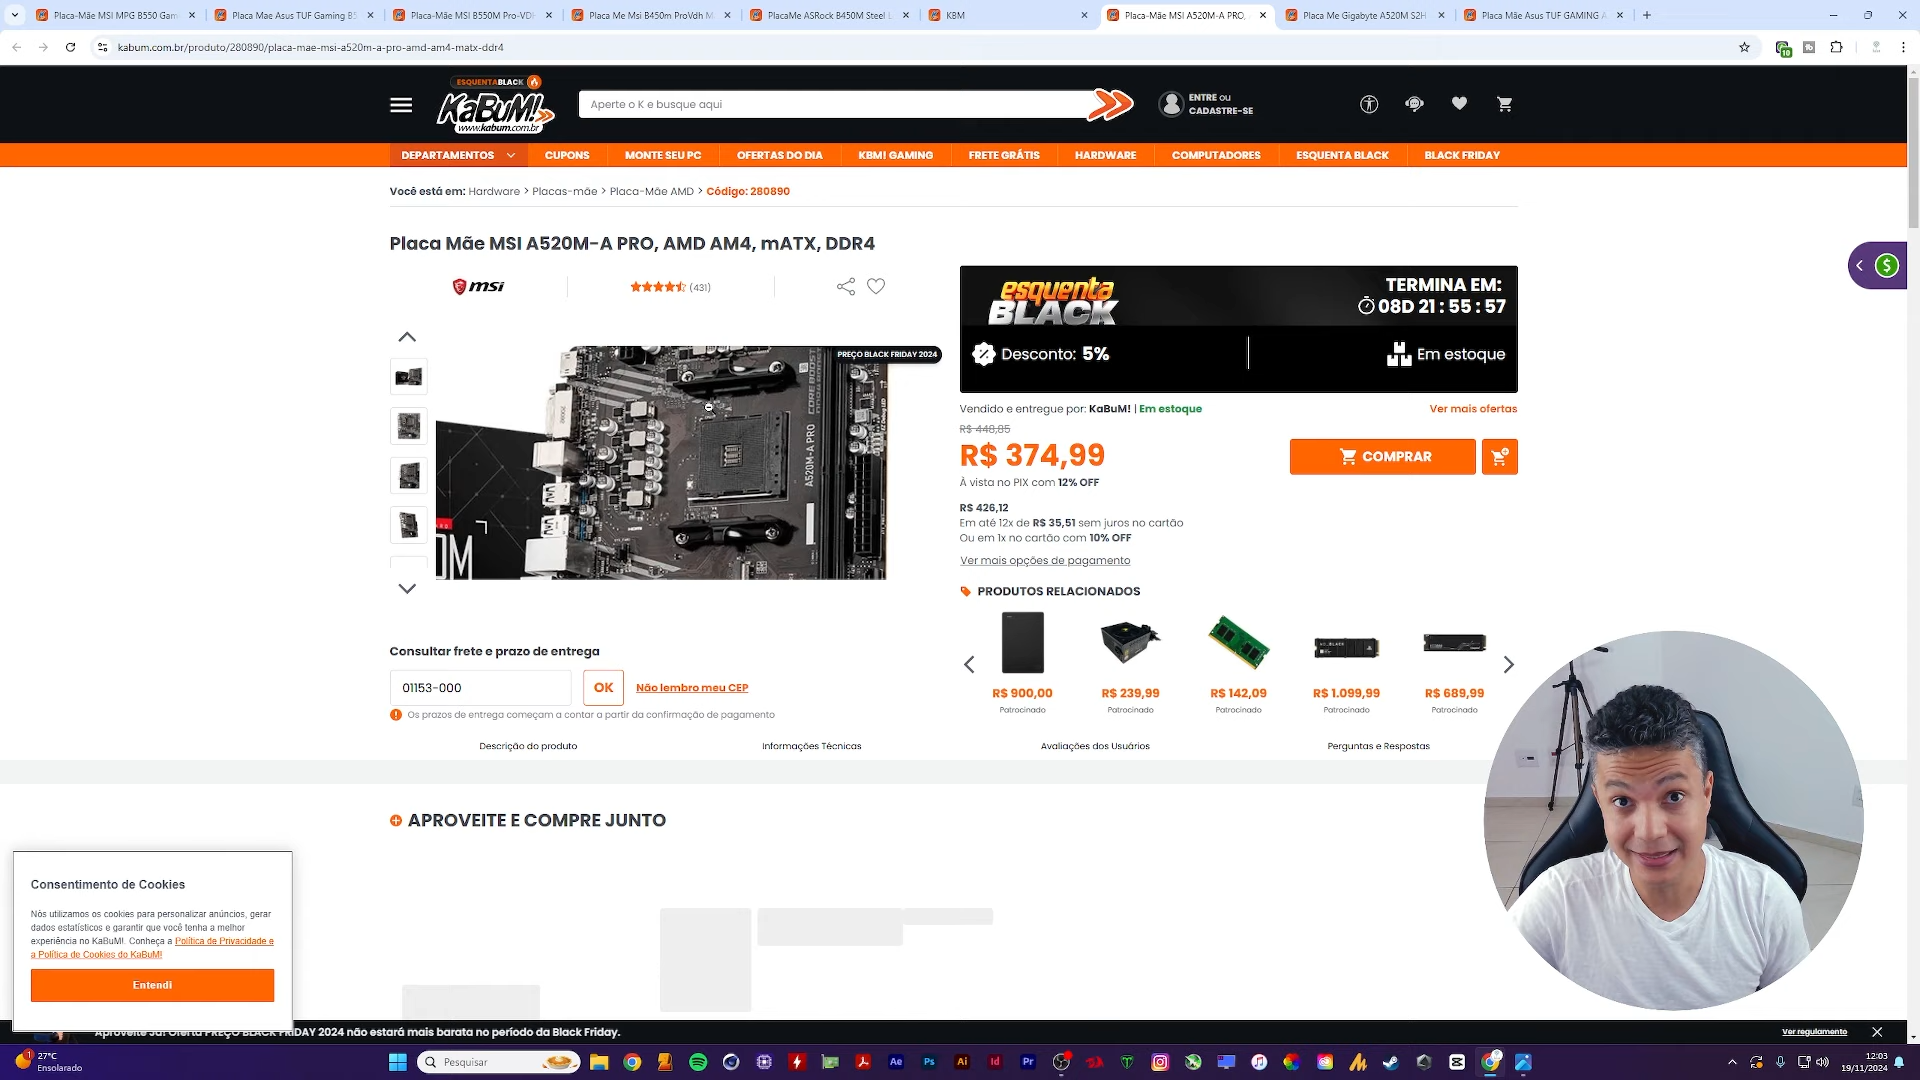 Placa-Mãe MSI MPG B550 Gam
Placa Mae Asus TUF Gaming B5
Placa-Mãe MSI B550M Pro-VDH
Placa Me Msi B450m ProVdh M
PlacaMe ASRock B450M Steel L
KBM
Placa-Mãe MSI A520M-A PRO,
Placa Me Gigabyte A520M S2H
Placa Mãe Asus TUF GAMING A
kabum.com.br/produto/280890/placa-mae-msi-a520m-a-pro-amd-am4-matx-ddr4
10
ESQUENTABLACK
KaBuM!
www.kabum.com.br
Aperte o K e busque aqui
ENTRE ou
CADASTRE-SE
DEPARTAMENTOS
CUPONS
MONTE SEU PC
OFERTAS DO DIA
KBM! GAMING
FRETE GRÁTIS
HARDWARE
COMPUTADORES
ESQUENTA BLACK
BLACK FRIDAY
Você está em: Hardware > Placas-mãe > Placa-Mãe AMD > Código: 280890
Placa Mãe MSI A520M-A PRO, AMD AM4, mATX, DDR4
msi
(431)
PREÇO BLACK FRIDAY 2024
CORE BOOST
A520M-A PRO
esquenta
BLACK
TERMINA EM:
08D 21 : 55 : 57
Desconto: 5%
Em estoque
Vendido e entregue por: KaBuM! | Em estoque
Ver mais ofertas
R$ 448,85
R$ 374,99
À vista no PIX com 12% OFF
COMPRAR
R$ 426,12
Em até 12x de R$ 35,51 sem juros no cartão
Ou em 1x no cartão com 10% OFF
Ver mais opções de pagamento
PRODUTOS RELACIONADOS
R$ 900,00
R$ 239,99
R$ 142,09
R$ 1.099,99
R$ 689,99
Patrocinado
Patrocinado
Patrocinado
Patrocinado
Patrocinado
Consultar frete e prazo de entrega
01153-000
OK
Não lembro meu CEP
Os prazos de entrega começam a contar a partir da confirmação de pagamento
Descrição do produto
Informações Técnicas
Avaliações dos Usuários
Perguntas e Respostas
APROVEITE E COMPRE JUNTO
Consentimento de Cookies
Nós utilizamos os cookies para personalizar anúncios, gerar
dados estatísticos e garantir que você tenha a melhor
experiência no KaBuM!. Conheça a Política de Privacidade e
a Política de Cookies do KaBuM!
Entendi
Aproveite Já! Oferta PREÇO BLACK FRIDAY 2024 não estará mais barata no período da Black Friday.
Ver regulamento
27°C
Ensolarado
Pesquisar
Ae
Ps
Ai
Id
Pr
12:03
19/11/2024